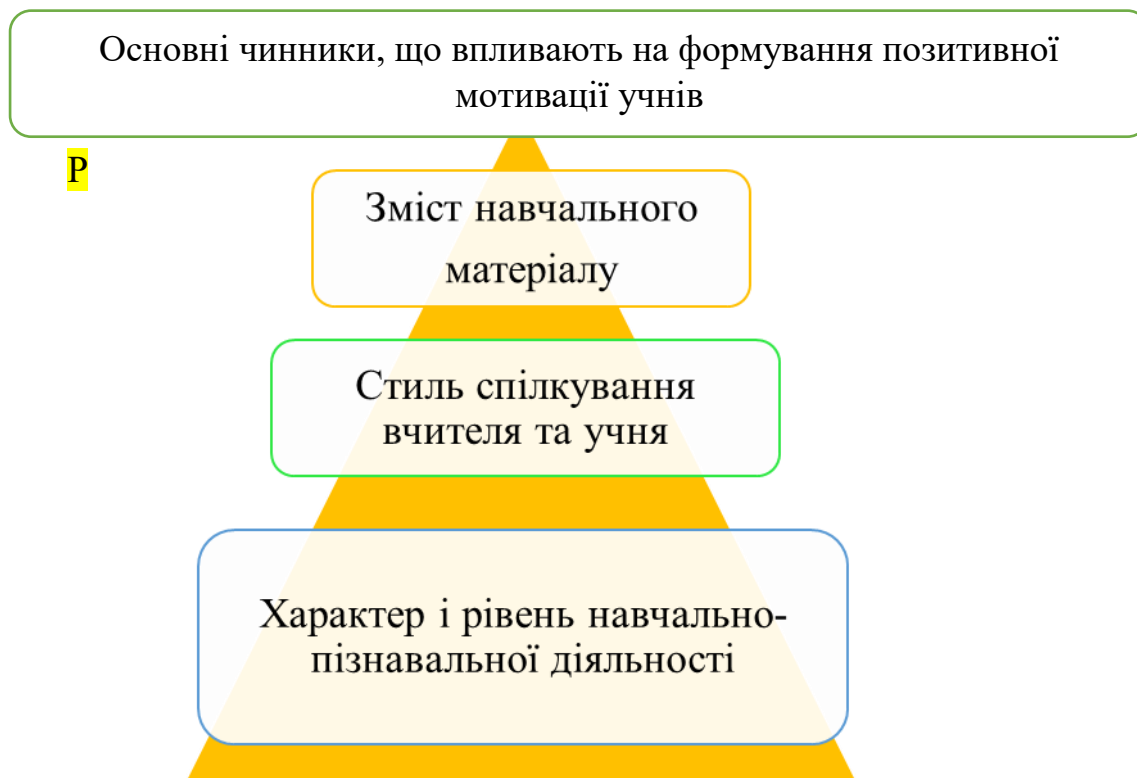 Основні чинники, що впливають на формування позитивної
мотивації учнів
Р
Зміст навчального
матеріалу
Стиль спілкування
вчителя та учня
Характер і рівень навчально-
пізнавальної діяльності